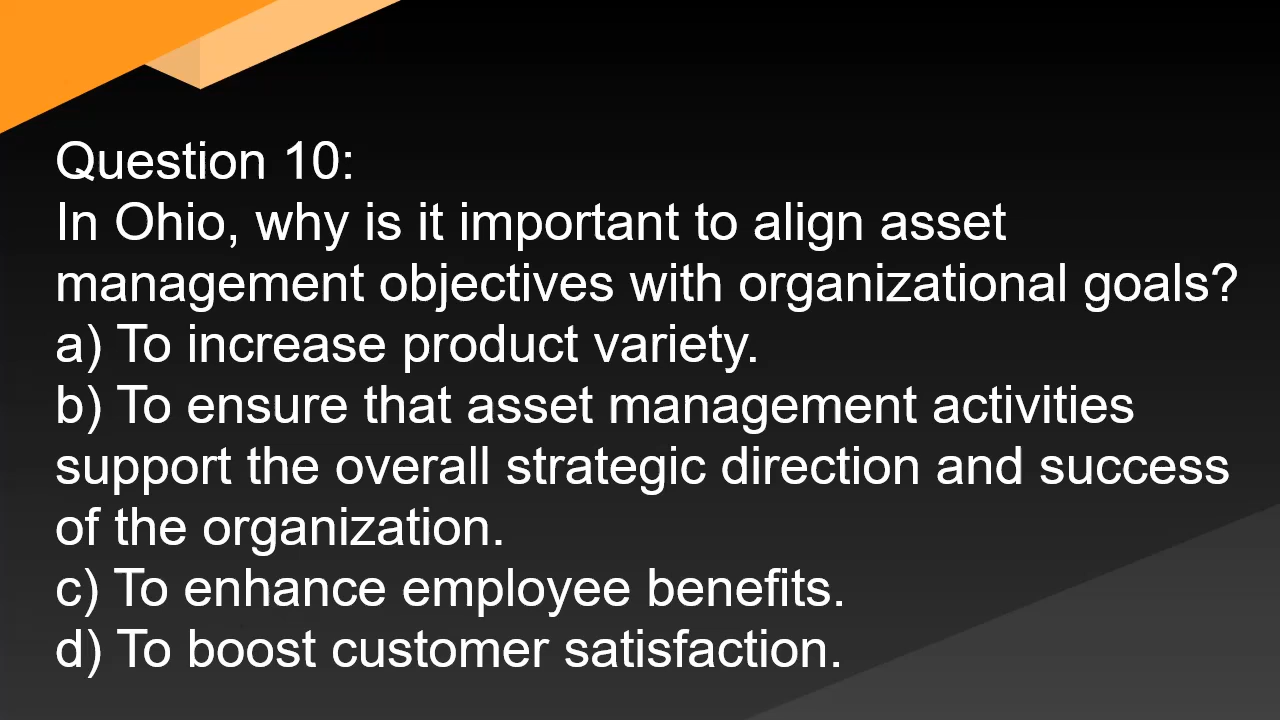 Question 10:
In Ohio, why is it important to align asset
management objectives with organizational goals?
a) To increase product variety.
b) To ensure that asset management activities
support the overall strategic direction and success
of the organization.
c) To enhance employee benefits.
d) To boost customer satisfaction.